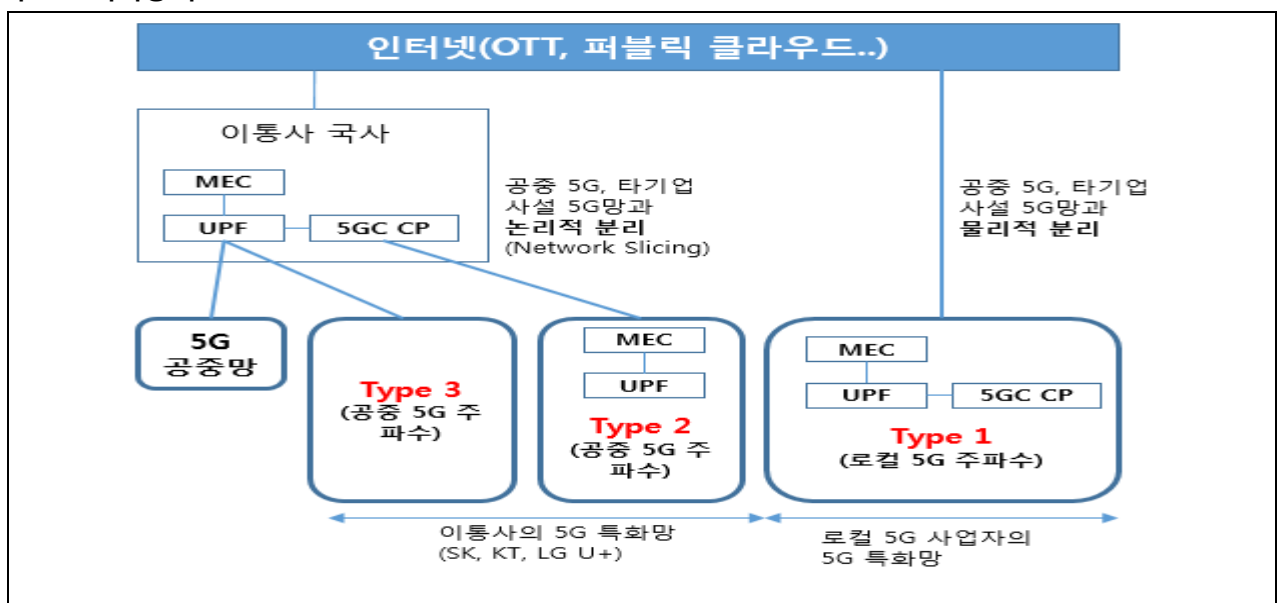 인터넷(OTT, 퍼블릭 클라우드..)
이통사 국사
MEC
UPF
5GC CP
공중 5G, 타기업
사설 5G망과
논리적 분리
(Network Slicing)
공중 5G, 타기업
사설 5G망과
물리적 분리
5G
공중망
Type 3
(공중 5G 주
파수)
MEC
UPF
Type 2
(공중 5G 주
파수)
MEC
UPF
5GC CP
Type 1
(로컬 5G 주파수)
이통사의 5G 특화망
(SK, KT, LG U+)
로컬 5G 사업자의
5G 특화망